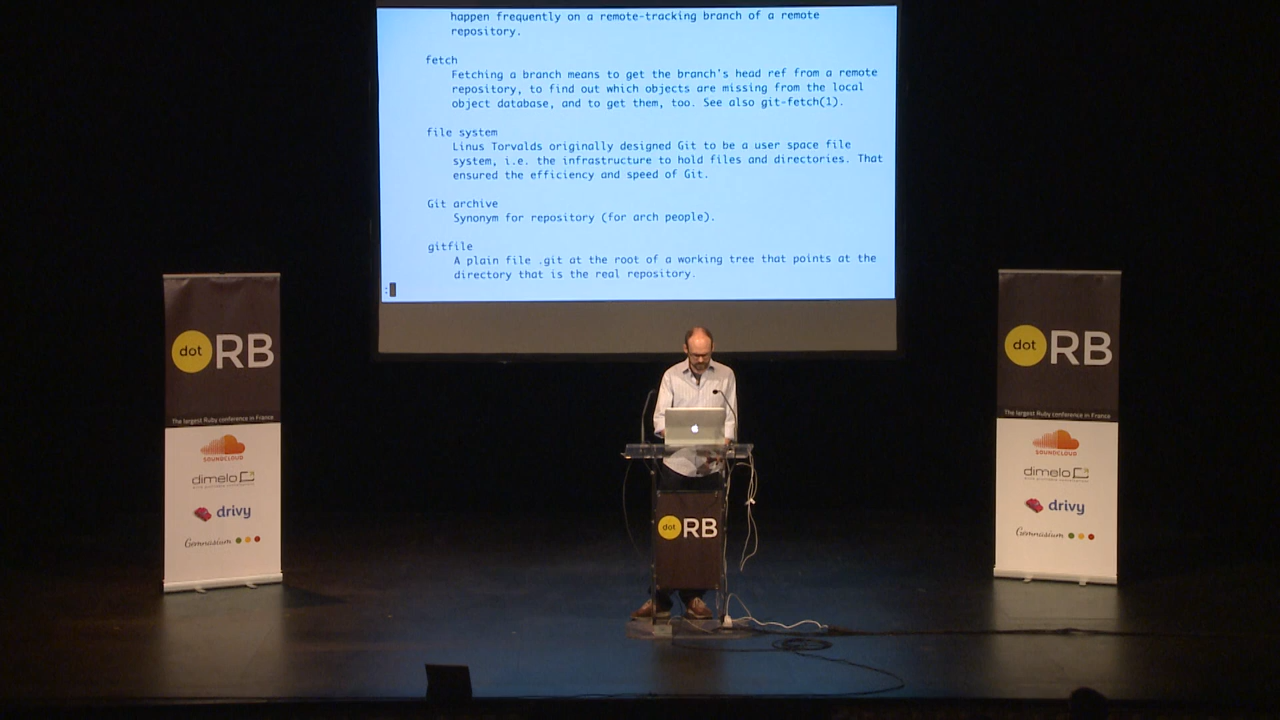 happen frequently on a remote-tracking branch of a remote
repository.
fetch
Fetching a branch means to get the branch's head ref from a remote
repository, to find out which objects are missing from the local
object database, and to get them, too. See also git-fetch(1).
file system
Linus Torvalds originally designed Git to be a user space file
system, i.e. the infrastructure to hold files and directories. That
ensured the efficiency and speed of Git.
Git archive
Synonym for repository (for arch people).
gitfile
A plain file .git at the root of a working tree that points at the
directory that is the real repository.
:
dot RB
The largest Ruby conference in France
SOUNDCLOUD
dimelo
drivy
Gemnasium
dot RB
dot RB
The largest Ruby conference in France
SOUNDCLOUD
dimelo
drivy
Gemnasium